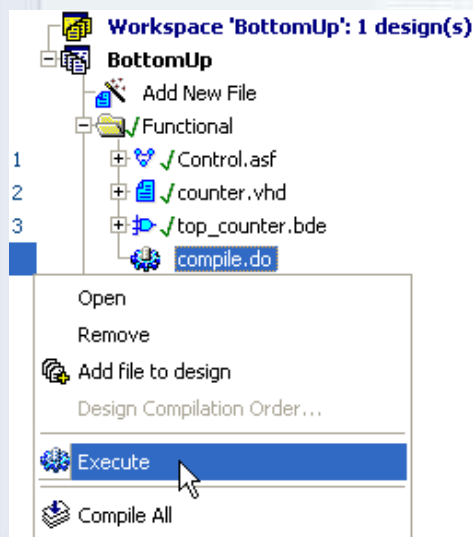 Workspace 'BottomUp': 1 design(s)
BottomUp
Add New File
Functional
1 Control.asf
2 counter.vhd
3 top_counter.bde
compile.do
Open
Remove
Add file to design
Design Compilation Order...
Execute
Compile All